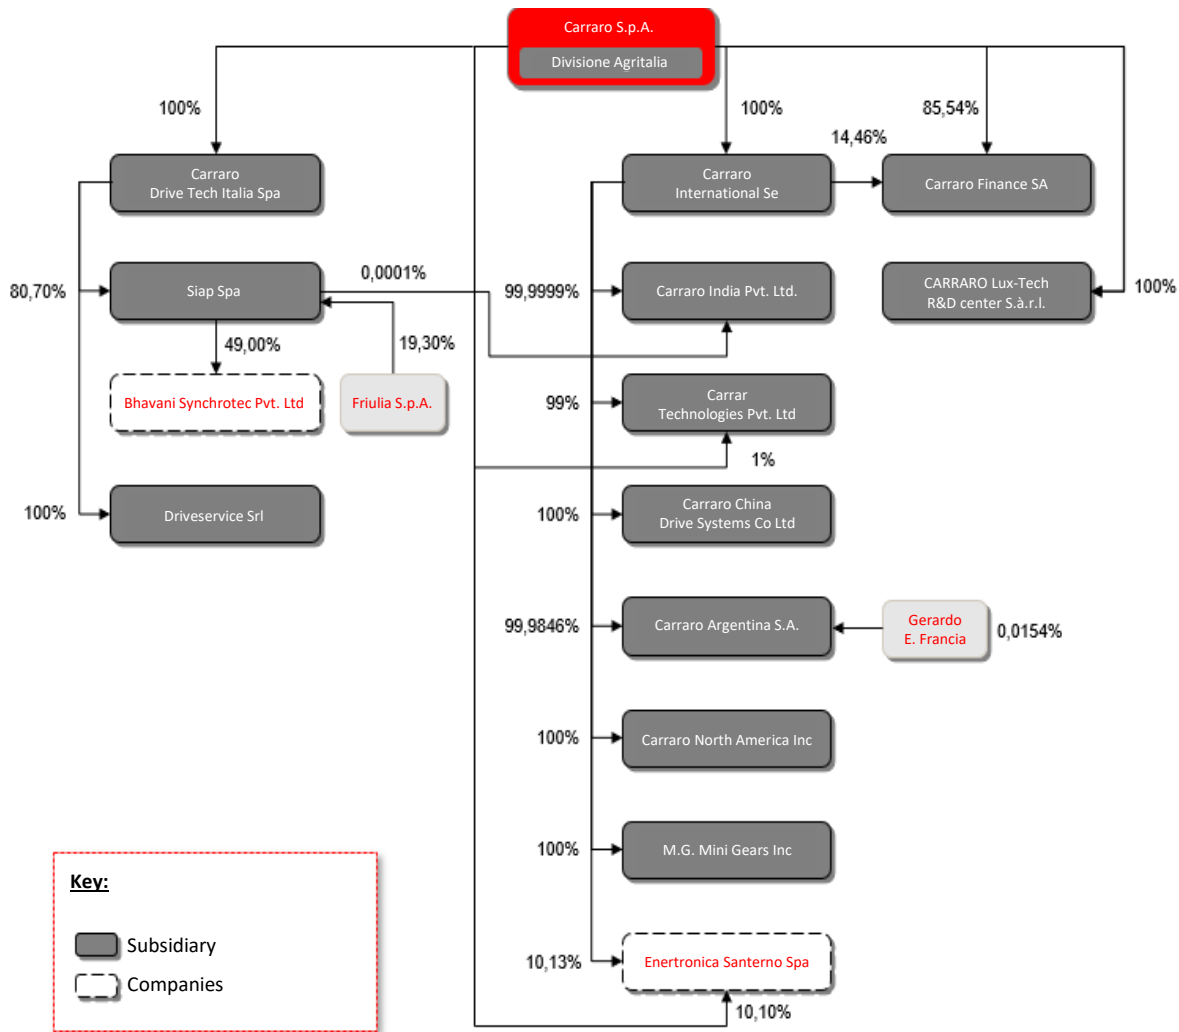 Carraro S.p.A.
Divisione Agritalia
100%
100%
85,54%
14,46%
Carraro
Drive Tech Italia Spa
Carraro
International Se
Carraro Finance SA
80,70%
Siap Spa
0,0001%
99,9999%
Carraro India Pvt. Ltd.
CARRARO Lux-Tech
R&D center S.à.r.l.
100%
49,00%
19,30%
Bhavani Synchrotec Pvt. Ltd
Friulia S.p.A.
99%
Carrar
Technologies Pvt. Ltd
1%
100%
Driveservice Srl
100%
Carraro China
Drive Systems Co Ltd
99,9846%
Carraro Argentina S.A.
Gerardo
E. Francia
0,0154%
100%
Carraro North America Inc
100%
M.G. Mini Gears Inc
Key:
Subsidiary
Companies
10,13%
Enertronica Santerno Spa
10,10%